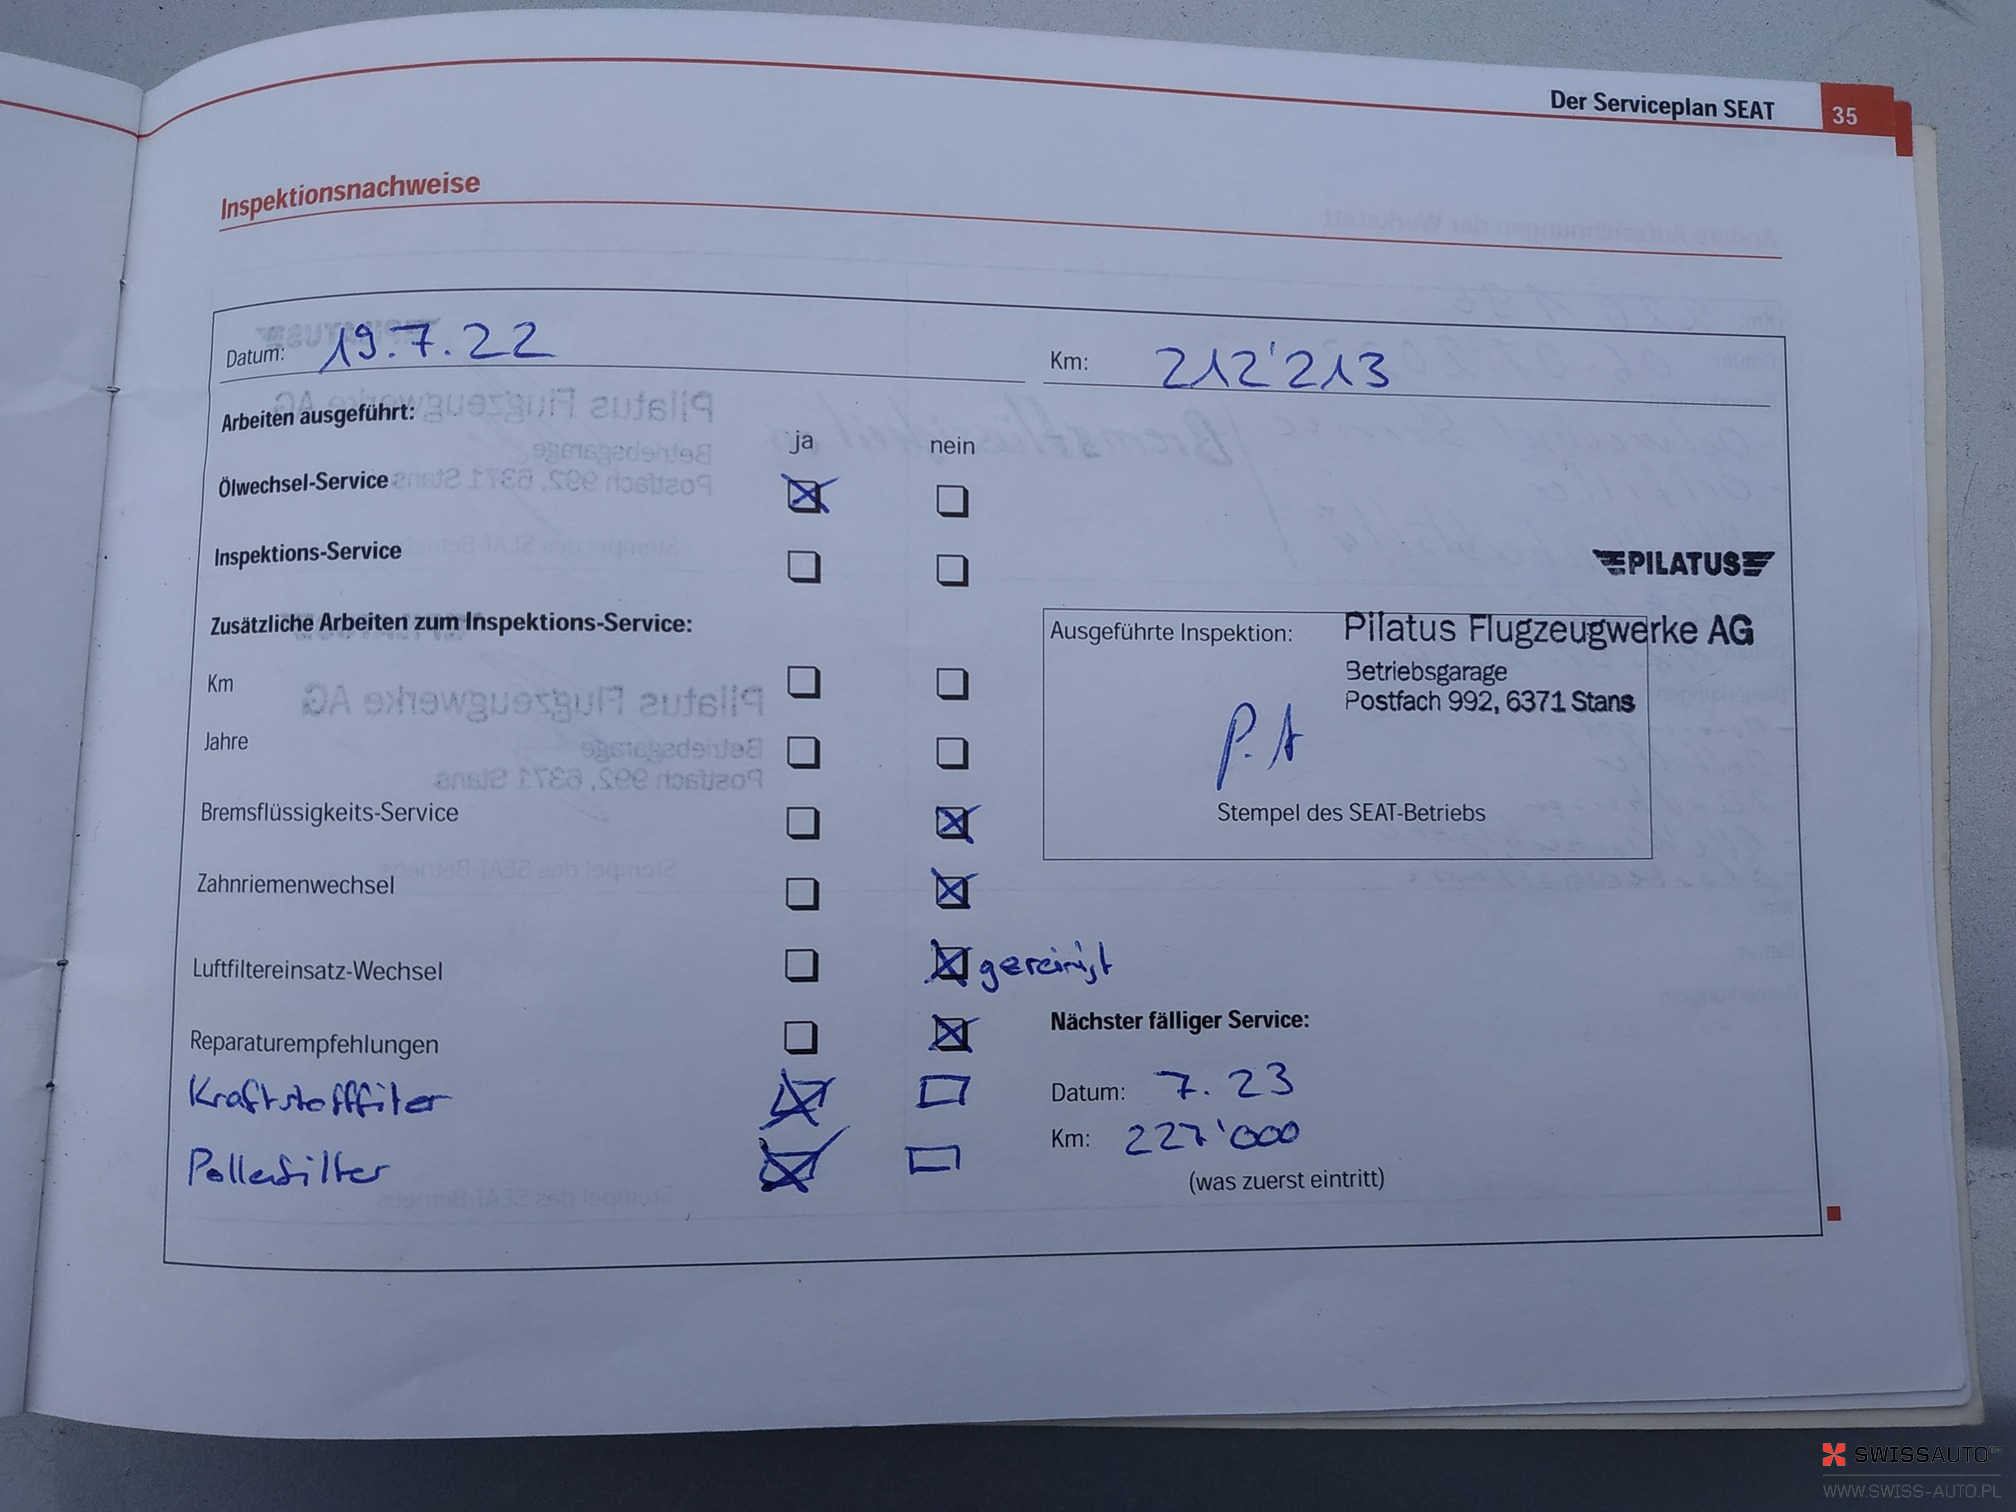 Der Serviceplan SEAT 35
Inspektionsnachweise
Datum: 19.7.22 Km: 212'213
Arbeiten ausgeführt:
ja nein
Ölwechsel-Service
Inspektions-Service
Zusätzliche Arbeiten zum Inspektions-Service:
Km
Jahre
Bremsflüssigkeits-Service
Zahnriemenwechsel
Luftfiltereinsatz-Wechsel gereinigt
Reparaturempfehlungen
Kraftstofffilter
Pollenfilter
PILATUS
Ausgeführte Inspektion: Pilatus Flugzeugwerke AG
Betriebsgarage
Postfach 992, 6371 Stans
P.A
Stempel des SEAT-Betriebs
Nächster fälliger Service:
Datum: 7.23
Km: 227'000
(was zuerst eintritt)
SWISSAUTO
WWW.SWISS-AUTO.PL